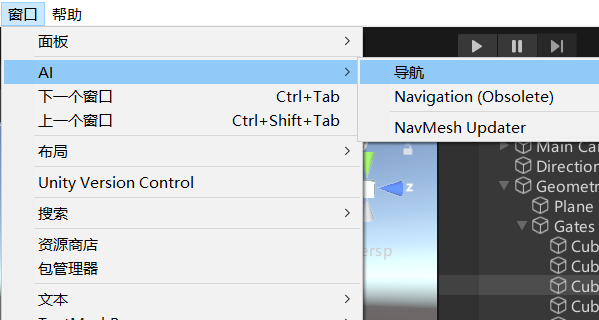 窗口 帮助
面板
AI
导航
下一个窗口 Ctrl+Tab
Navigation (Obsolete)
上一个窗口 Ctrl+Shift+Tab
NavMesh Updater
布局
Main Cam
Direction
Unity Version Control
Geometr
搜索
Plane
Gates
资源商店
Cub
包管理器
Cub
Cub
文本
Cub
z
ersp